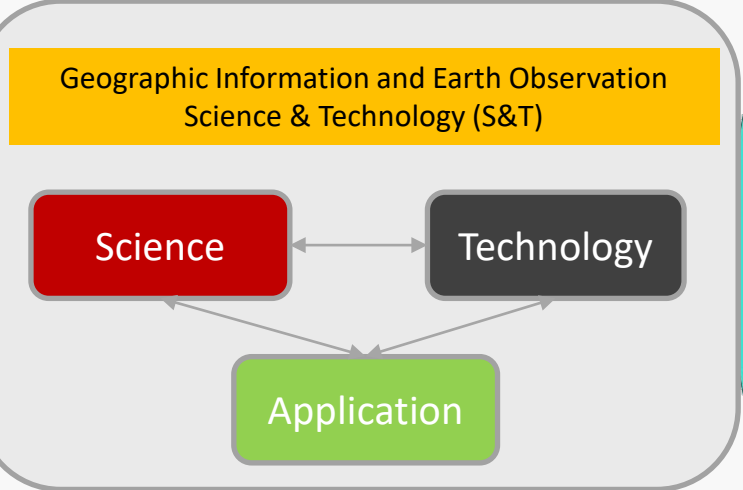 Geographic Information and Earth Observation
Science & Technology (S&T)
Science
Technology
Application